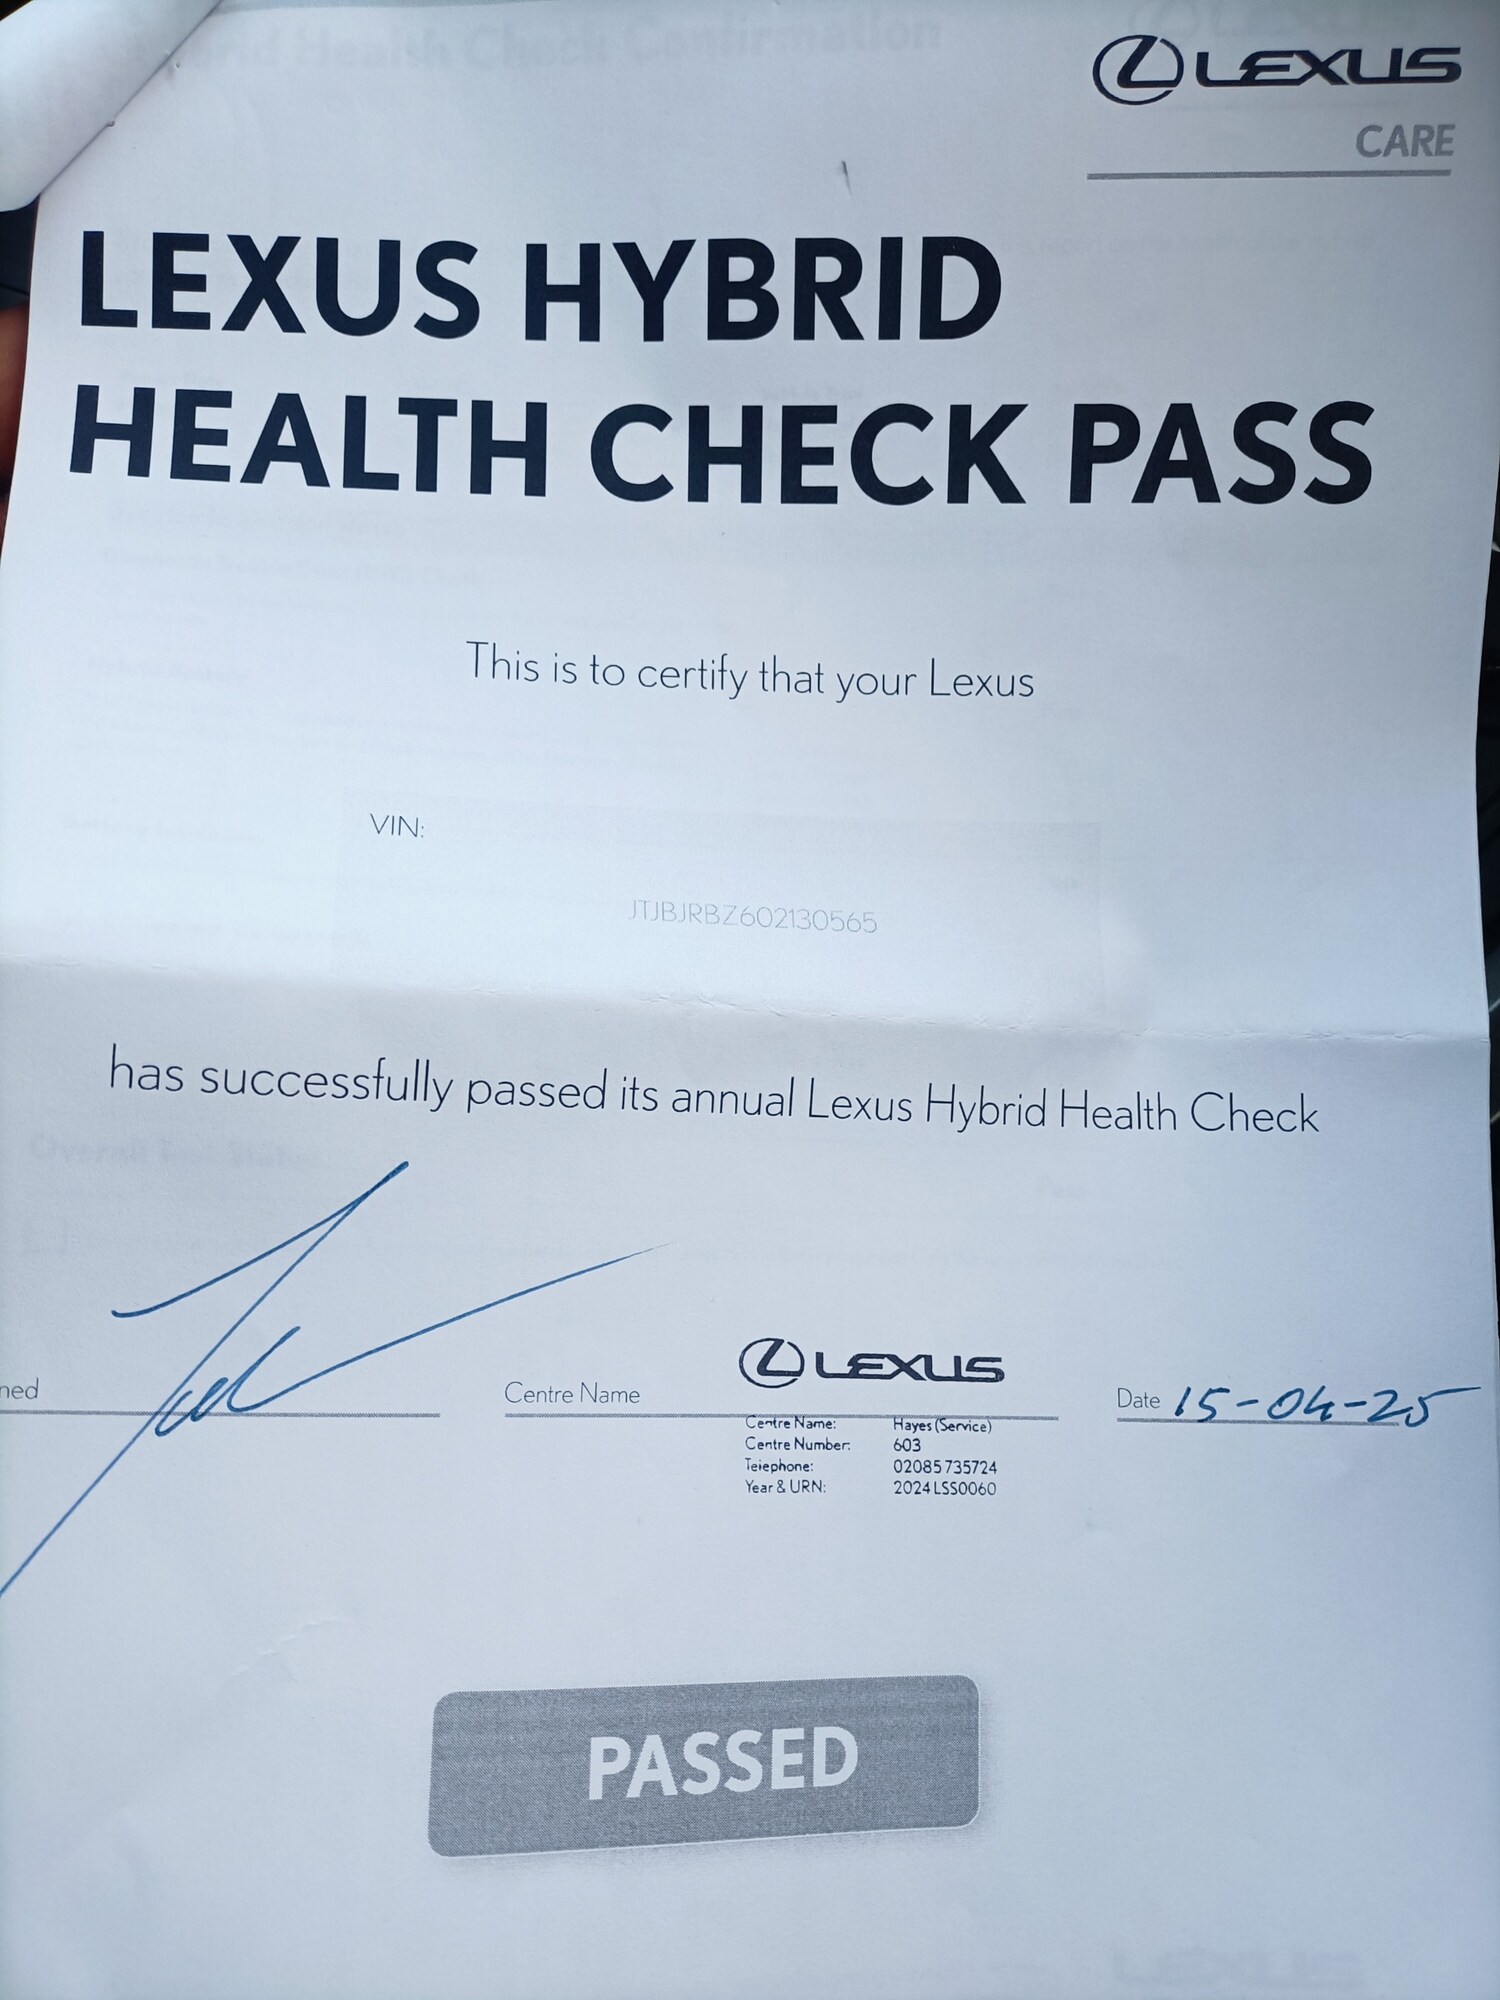 LEXUS
CARE
LEXUS HYBRID
HEALTH CHECK PASS
This is to certify that your Lexus
VIN:
JTJBJRBZ602130565
has successfully passed its annual Lexus Hybrid Health Check
ned
Centre Name
LEXUS
Date 15-04-25
Centre Name: Hayes (Service)
Centre Number: 603
Telephone: 02085735724
Year & URN: 2024LSS0060
PASSED